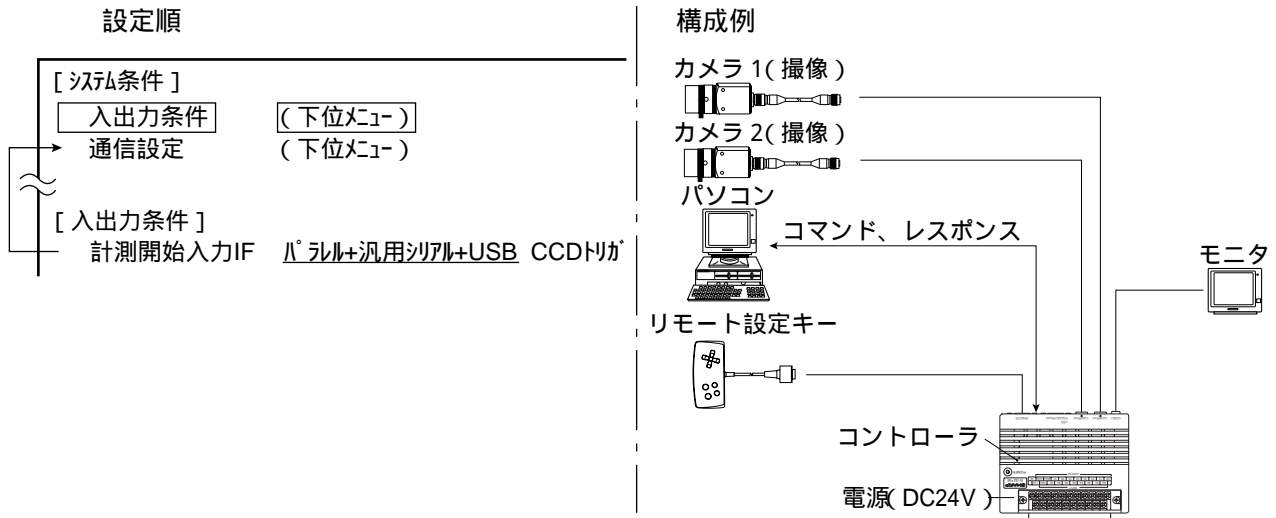 設定順
[ ｼｽﾃﾑ条件 ]
入出力条件 ( 下位ﾒﾆｭｰ )
通信設定 ( 下位ﾒﾆｭｰ )
[ 入出力条件 ]
計測開始入力IF ﾊﾟﾗﾚﾙ+汎用ｼﾘｱﾙ+USB CCDﾄﾘｶﾞ
構成例
カメラ 1( 撮像 )
カメラ 2( 撮像 )
パソコン
コマンド、レスポンス
モニタ
リモート設定キー
コントローラ
電源( DC24V )